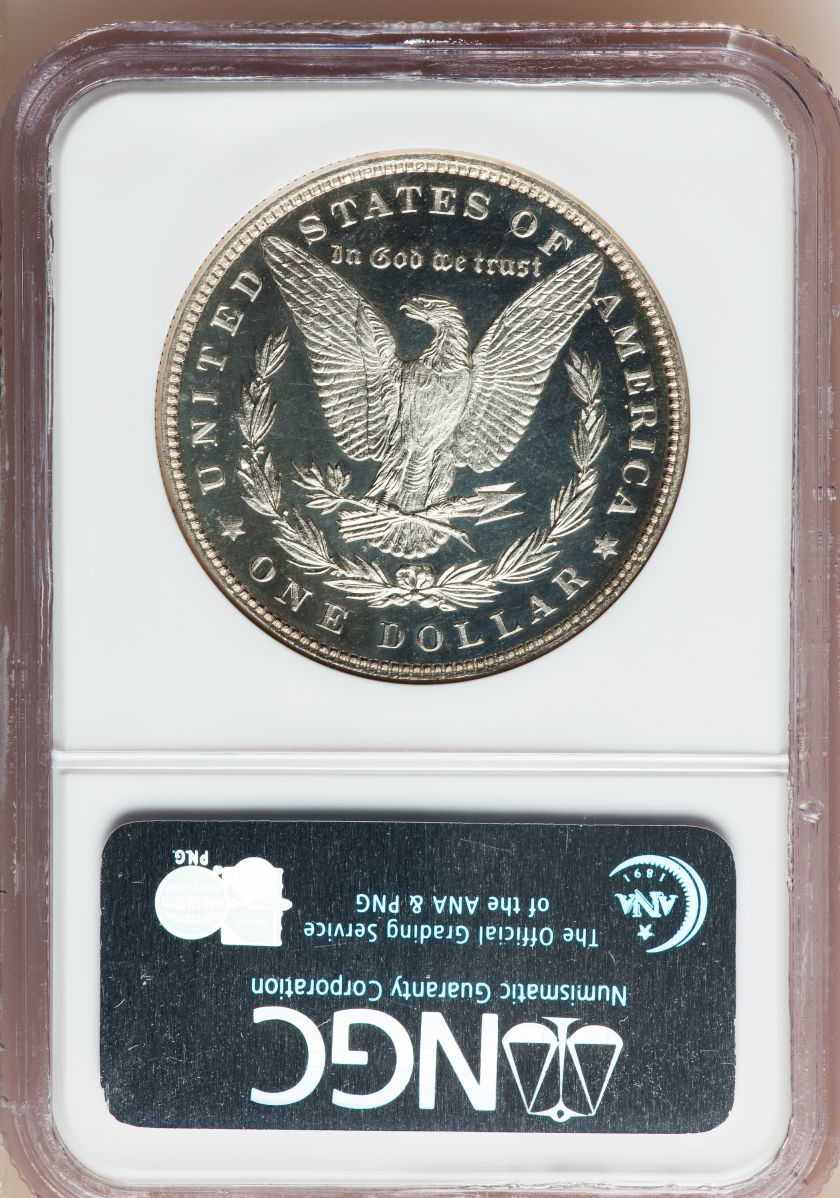 UNITED STATES OF AMERICA
In God we trust
ONE DOLLAR
NGC
Numismatic Guaranty Corporation
The Official Grading Service
of the ANA & PNG
ANA
1891
P.N.G.